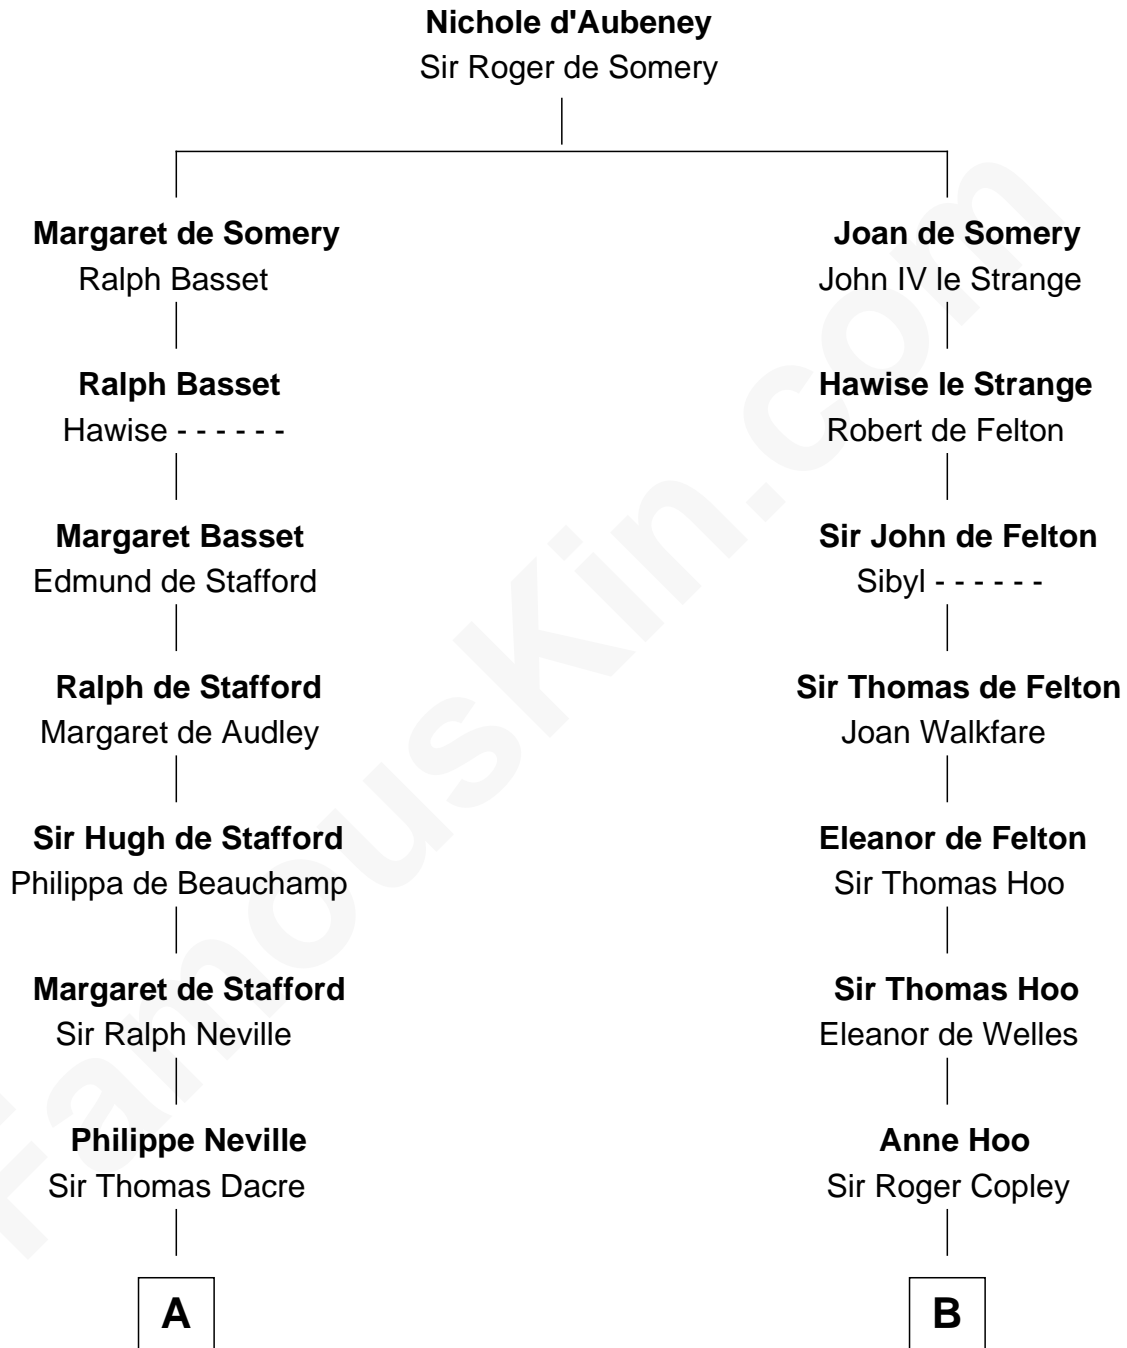 Nichole d'Aubeney
Sir Roger de Somery
Margaret de Somery
Ralph Basset
Joan de Somery
John IV le Strange
Ralph Basset
Hawise - - - - - -
Hawise le Strange
Robert de Felton
Margaret Basset
Edmund de Stafford
Sir John de Felton
Sibyl - - - - - -
Ralph de Stafford
Margaret de Audley
Sir Thomas de Felton
Joan Walkfare
Sir Hugh de Stafford
Philippa de Beauchamp
Eleanor de Felton
Sir Thomas Hoo
Margaret de Stafford
Sir Ralph Neville
Sir Thomas Hoo
Eleanor de Welles
Philippe Neville
Sir Thomas Dacre
Anne Hoo
Sir Roger Copley
A
B
FamousKin.com